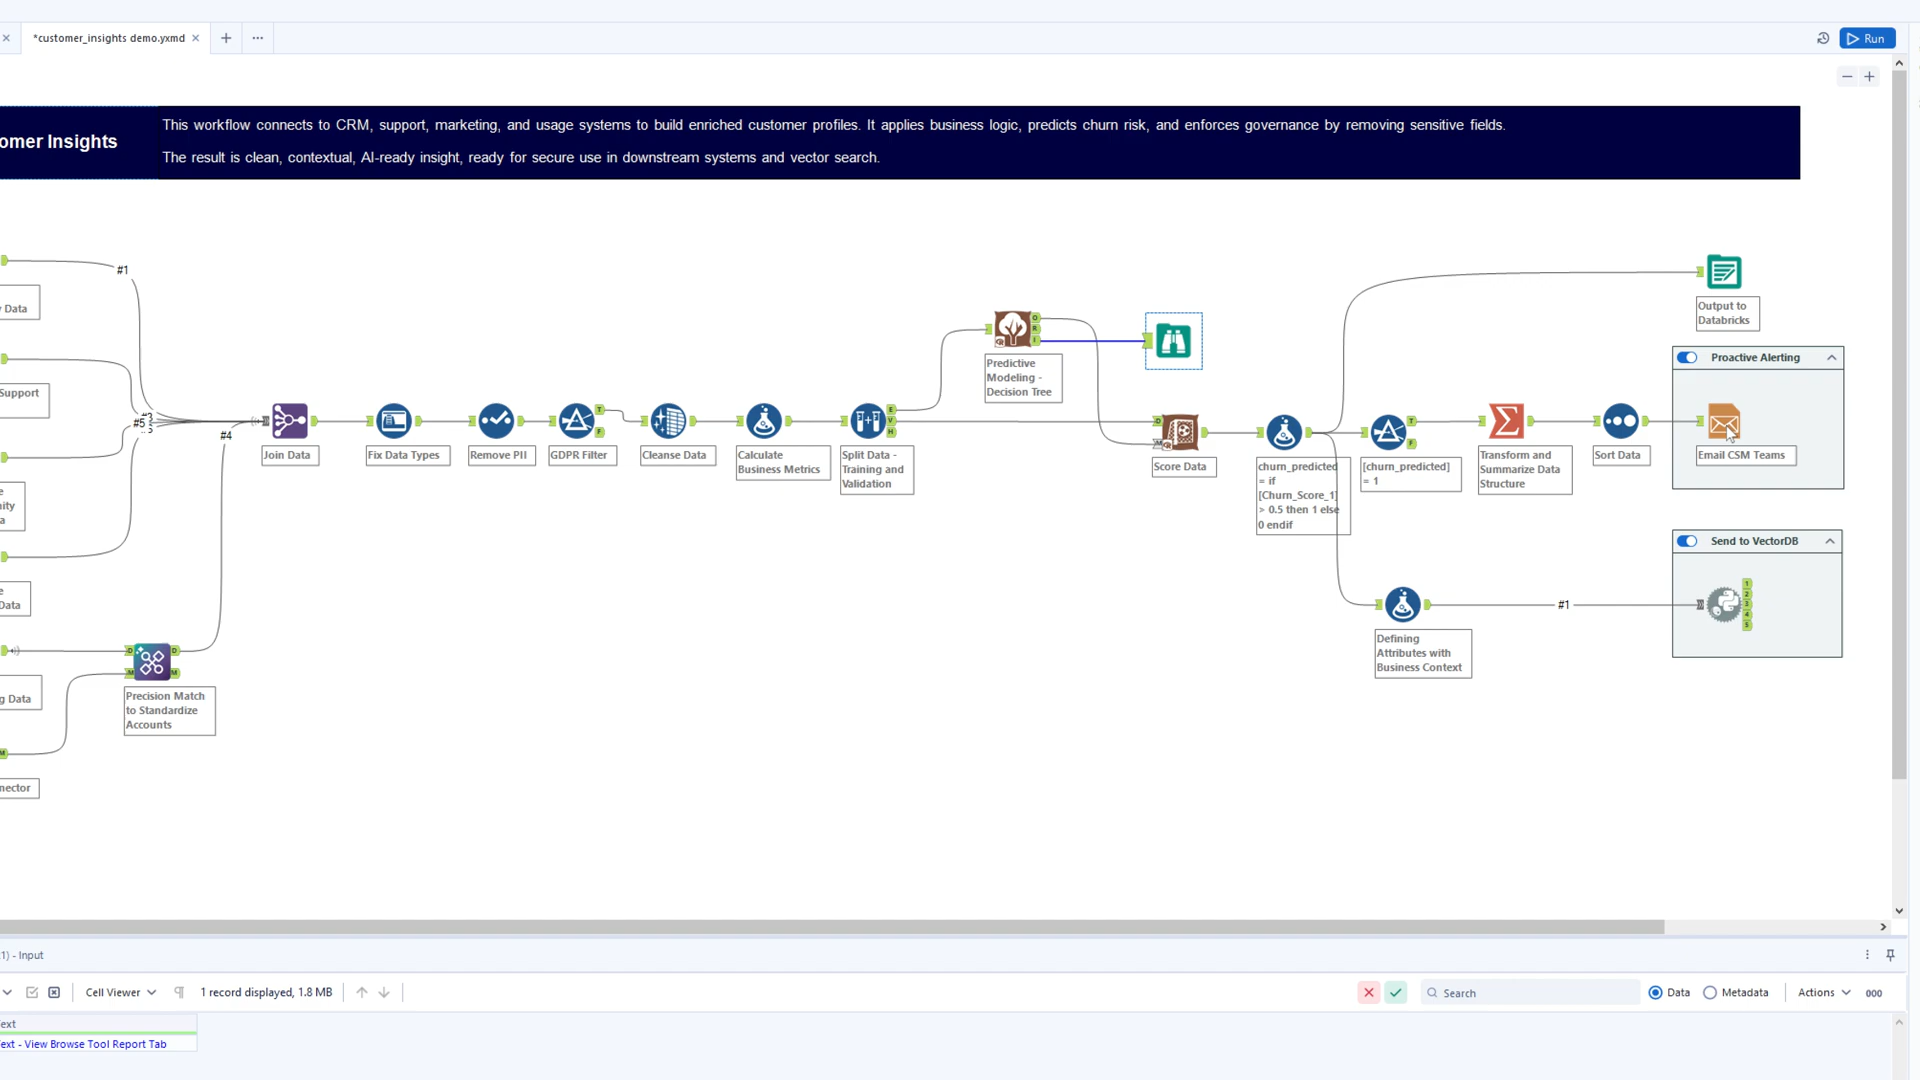 *customer_insights demo.yxmd
Run
omer Insights
This workflow connects to CRM, support, marketing, and usage systems to build enriched customer profiles. It applies business logic, predicts churn risk, and enforces governance by removing sensitive fields.
The result is clean, contextual, AI-ready insight, ready for secure use in downstream systems and vector search.
#1
Data
Output to
Databricks
Proactive Alerting
O
R
I
Predictive
Modeling -
Decision Tree
Support
#5
#4
Join Data
Fix Data Types
Remove PII
T
F
GDPR Filter
Cleanse Data
Calculate
Business Metrics
E
V
H
Split Data -
Training and
Validation
D
M
Score Data
churn_predicted
= if
[Churn_Score_1]
> 0.5 then 1 else
0 endif
T
F
[churn_predicted]
= 1
Transform and
Summarize Data
Structure
Sort Data
Email CSM Teams
e
ity
a
Send to VectorDB
1
2
3
4
5
#1
Defining
Attributes with
Business Context
e
Data
D
M
D
M
Precision Match
to Standardize
Accounts
g Data
M
nector
1) - Input
Cell Viewer
1 record displayed, 1.8 MB
Search
Data
Metadata
Actions
000
ext
ext - View Browse Tool Report Tab